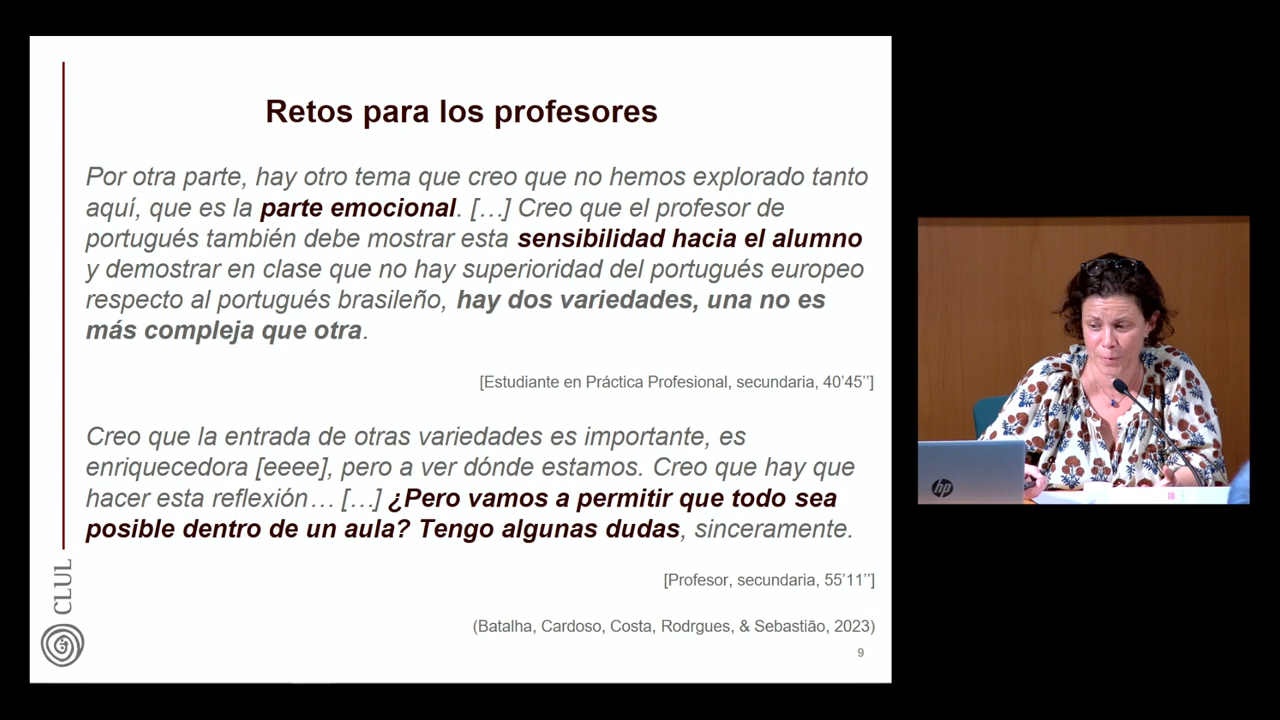 Retos para los profesores
Por otra parte, hay otro tema que creo que no hemos explorado tanto
aquí, que es la parte emocional. […] Creo que el profesor de
portugués también debe mostrar esta sensibilidad hacia el alumno
y demostrar en clase que no hay superioridad del portugués europeo
respecto al portugués brasileño, hay dos variedades, una no es
más compleja que otra.
[Estudiante en Práctica Profesional, secundaria, 40’45’’]
Creo que la entrada de otras variedades es importante, es
enriquecedora [eeee], pero a ver dónde estamos. Creo que hay que
hacer esta reflexión… […] ¿Pero vamos a permitir que todo sea
posible dentro de un aula? Tengo algunas dudas, sinceramente.
[Profesor, secundaria, 55’11’’]
(Batalha, Cardoso, Costa, Rodrgues, & Sebastião, 2023)
9
CLUL
hp